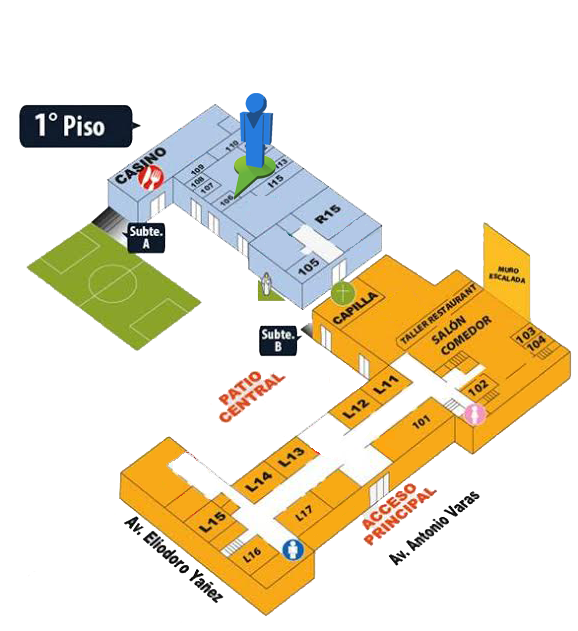 1° Piso
CASINO
109
108
107
106
110
113
I15
R15
105
Subte.
A
Subte.
B
CAPILLA
MURO
ESCALADA
TALLER RESTAURANT
SALÓN
COMEDOR
103
104
102
PATIO
CENTRAL
L11
L12
101
L13
L14
L17
L15
L16
ACCESO
PRINCIPAL
Av. Antonio Varas
Av. Eliodoro Yañez